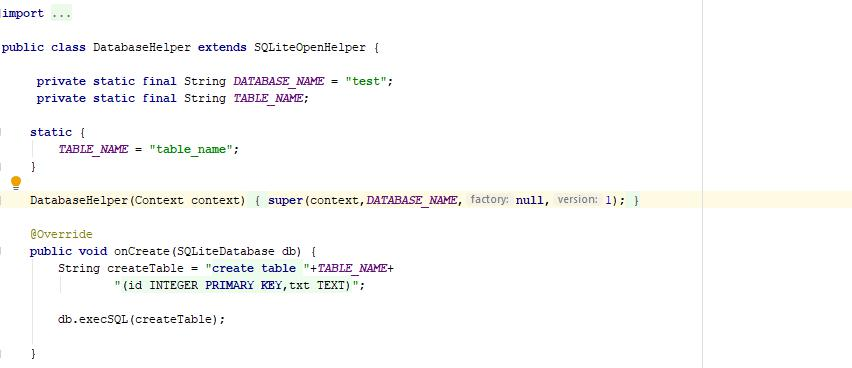 import ...
public class DatabaseHelper extends SQLiteOpenHelper {
private static final String DATABASE_NAME = "test";
private static final String TABLE_NAME;
static {
TABLE_NAME = "table_name";
}
DatabaseHelper(Context context) { super(context,DATABASE_NAME, factory: null, version: 1); }
@Override
public void onCreate(SQLiteDatabase db) {
String createTable = "create table "+TABLE_NAME+
"(id INTEGER PRIMARY KEY,txt TEXT)";
db.execSQL(createTable);
}